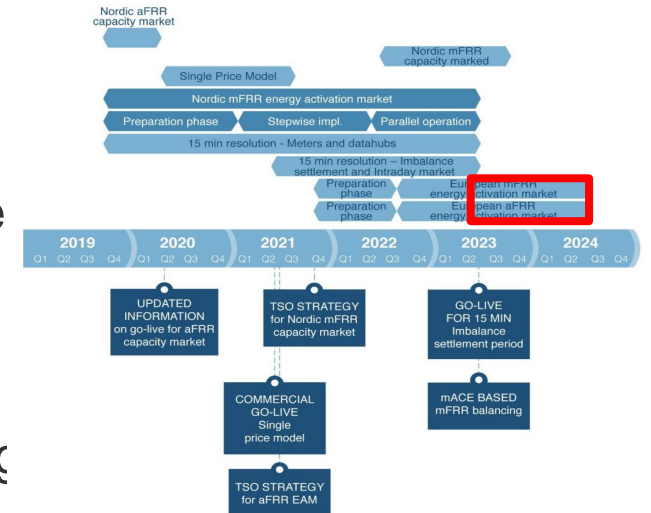 Nordic aFRR
capacity market
Nordic mFRR
capacity marked
Single Price Model
Nordic mFRR energy activation market
Preparation phase
Stepwise impl.
Parallel operation
15 min resolution - Meters and datahubs
15 min resolution – Imbalance
settlement and Intraday market
Preparation
phase
European mFRR
energy activation market
Preparation
phase
European aFRR
energy activation market
e
2019 2020 2021 2022 2023 2024
Q1 Q2 Q3 Q4 Q1 Q2 Q3 Q4 Q1 Q2 Q3 Q4 Q1 Q2 Q3 Q4 Q1 Q2 Q3 Q4 Q1 Q2 Q3 Q4
UPDATED
INFORMATION
on go-live for aFRR
capacity market
TSO STRATEGY
for Nordic mFRR
capacity market
GO-LIVE
FOR 15 MIN
Imbalance
settlement period
COMMERCIAL
GO-LIVE
Single
price model
mACE BASED
mFRR balancing
TSO STRATEGY
for aFRR EAM